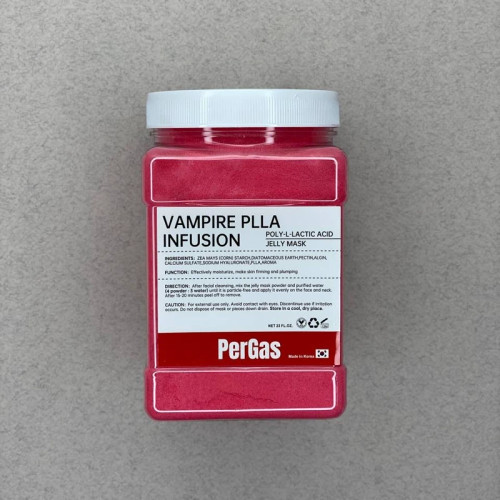 VAMPIRE PLLA
INFUSION
POLY-L-LACTIC ACID
JELLY MASK
INGREDIENTS: ZEA MAYS (CORN) STARCH,DIATOMACEOUS EARTH,PECTIN,ALGIN,
CALCIUM SULFATE,SODIUM HYALURONATE,PLLA,AROMA
FUNCTION: Effectively moisturize, make skin firming and plumping
DIRECTION: After facial cleansing, mix the jelly mask powder and purified water
(4 powder : 3 water) until it is particle free and apply it evenly on the face and neck.
After 15-20 minutes peel off to remove.
CAUTION: For external use only. Avoid contact with eyes. Discontinue use if irritation
occurs. Do not dispose of mask or pieces down drain. Store in a cool, dry place.
NET 23 FL.OZ.
PerGas
Made in Korea